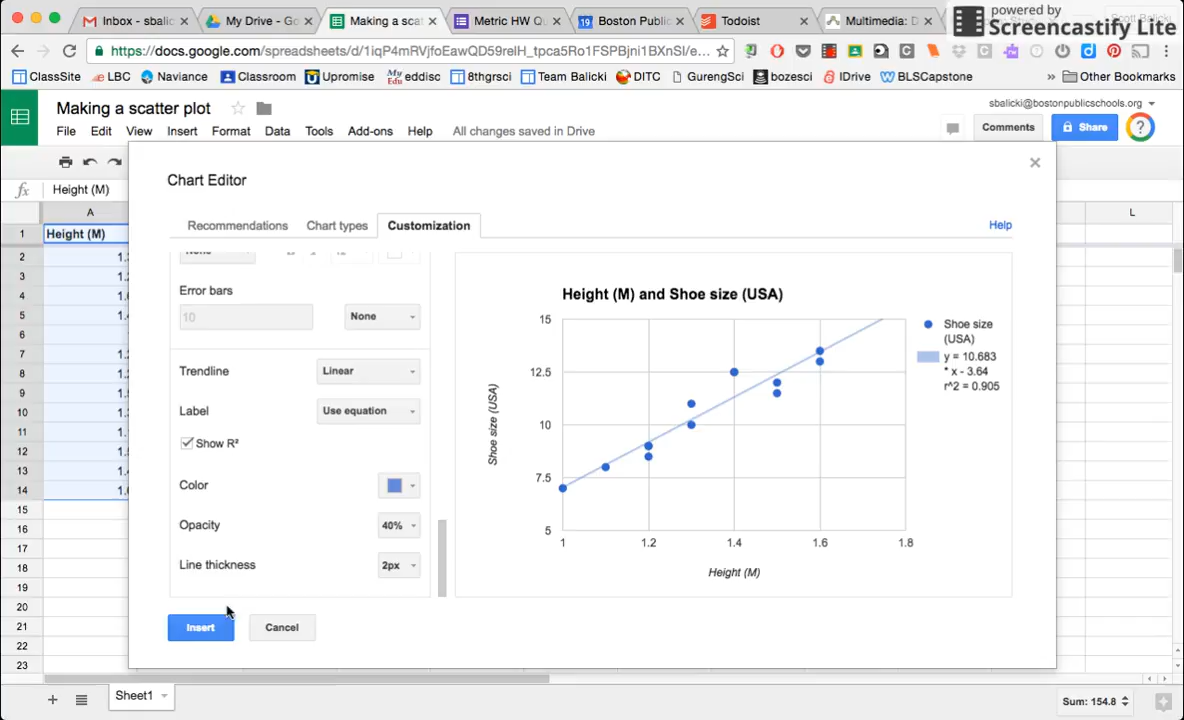 Inbox - sbalic
My Drive - Go
Making a scat
Metric HW Qu
Boston Public
Todoist
Multimedia: D
Scott Balicki
powered by
Screencastify Lite
https://docs.google.com/spreadsheets/d/1iqP4mRVjfoEawQD59relH_tpca5Ro1FSPBjni1BXnSI/e...
ClassSite
LBC
Naviance
Classroom
Upromise
My Edu
eddisc
8thgrsci
Team Balicki
DITC
GurengSci
bozesci
IDrive
BLSCapstone
»
Other Bookmarks
Making a scatter plot
sbalicki@bostonpublicschools.org
File Edit View Insert Format Data Tools Add-ons Help All changes saved in Drive
Comments
Share
?
fx Height (M)
A
L
1 Height (M)
2
3
4
5
6
7
8
9
10
11
12
13
14
15
16
17
18
19
20
21
22
23
Chart Editor
Recommendations
Chart types
Customization
Help
Error bars
10
None
Trendline
Linear
Label
Use equation
Show R²
Color
Opacity
40%
Line thickness
2px
Insert
Cancel
Height (M) and Shoe size (USA)
15
12.5
10
7.5
5
Shoe size (USA)
1 1.2 1.4 1.6 1.8
Height (M)
Shoe size
(USA)
y = 10.683
* x - 3.64
r^2 = 0.905
Sheet1
Sum: 154.8